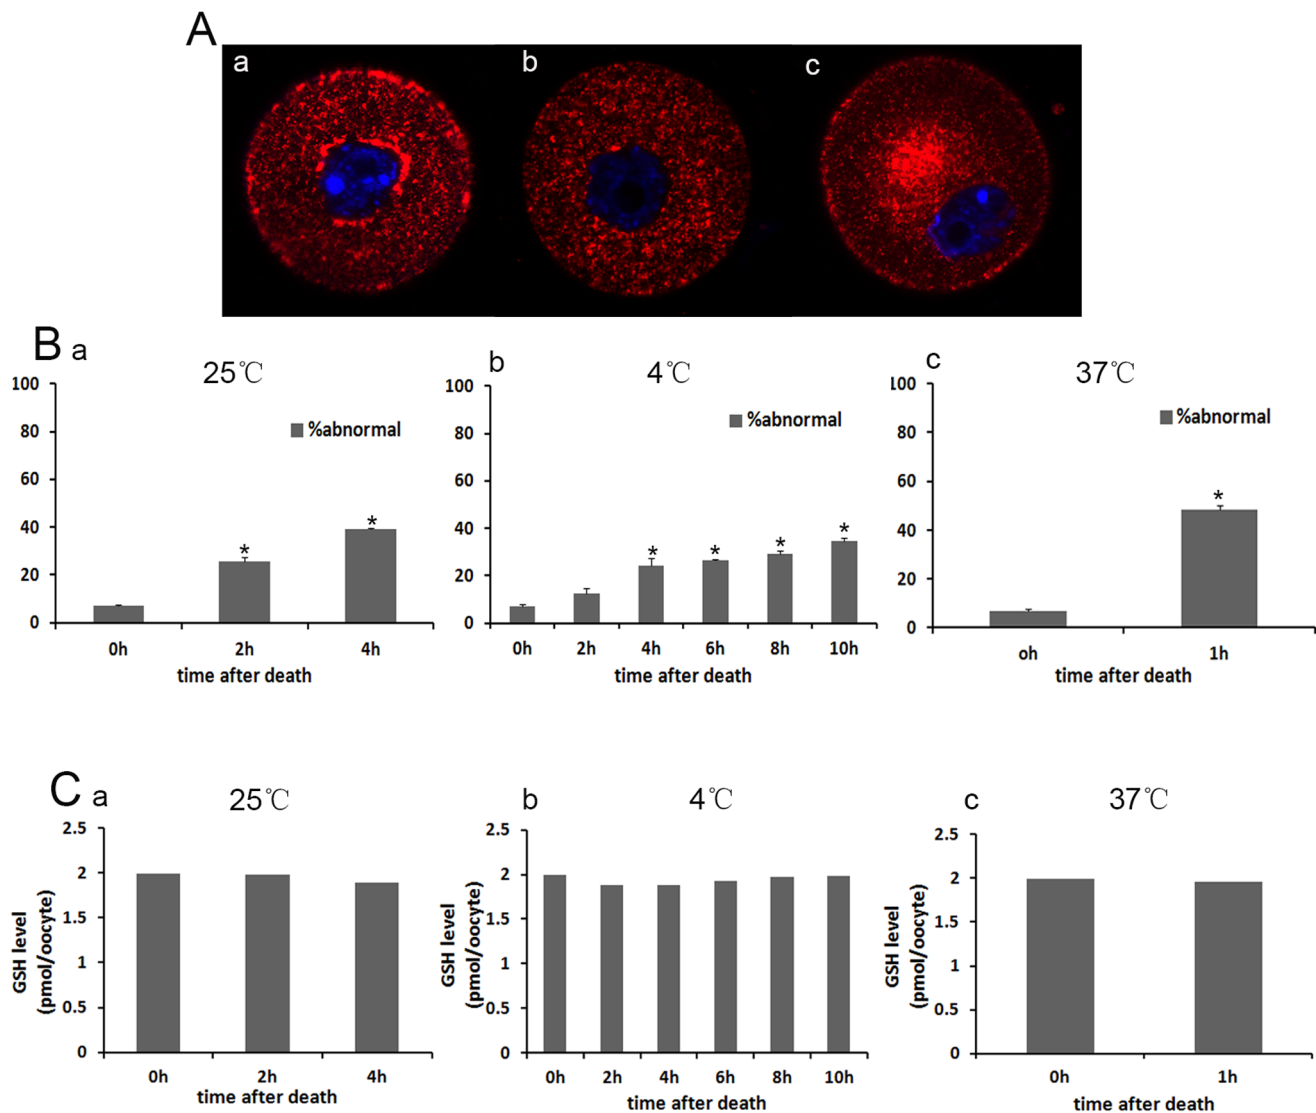 A
a b c
B
a 25℃
100
80
60
40
20
0
%abnormal
* *
0h 2h 4h
time after death
b 4℃
100
80
60
40
20
0
%abnormal
* * * *
0h 2h 4h 6h 8h 10h
time after death
c 37℃
100
80
60
40
20
0
%abnormal
*
oh 1h
time after death
C
a 25℃
GSH level
(pmol/oocyte)
2.5
2
1.5
1
0.5
0
0h 2h 4h
time after death
b 4℃
GSH level
(pmol/oocyte)
2.5
2
1.5
1
0.5
0
0h 2h 4h 6h 8h 10h
time after death
c 37℃
GSH level
(pmol/oocyte)
2.5
2
1.5
1
0.5
0
0h 1h
time after death